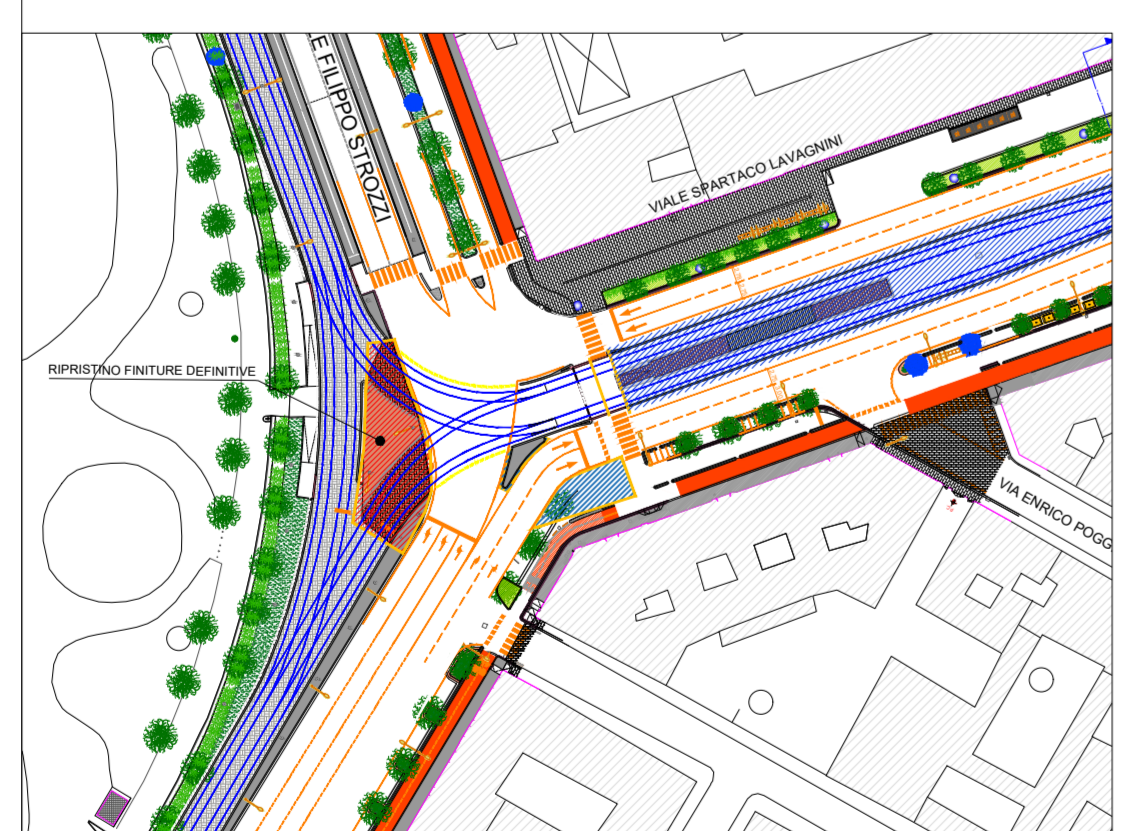 E FILIPPO STROZZI
VIALE SPARTACO LAVAGNINI
RIPRISTINO FINITURE DEFINITIVE
VIA ENRICO POGG